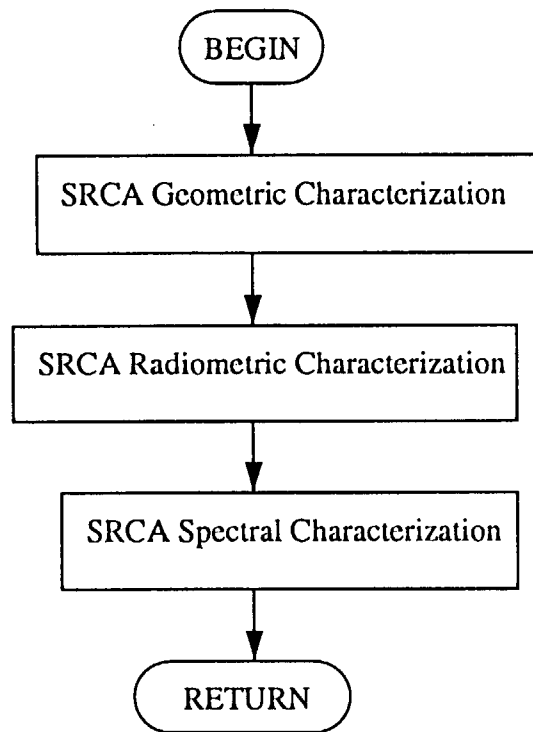 BEGIN
SRCA Geometric Characterization
SRCA Radiometric Characterization
SRCA Spectral Characterization
RETURN